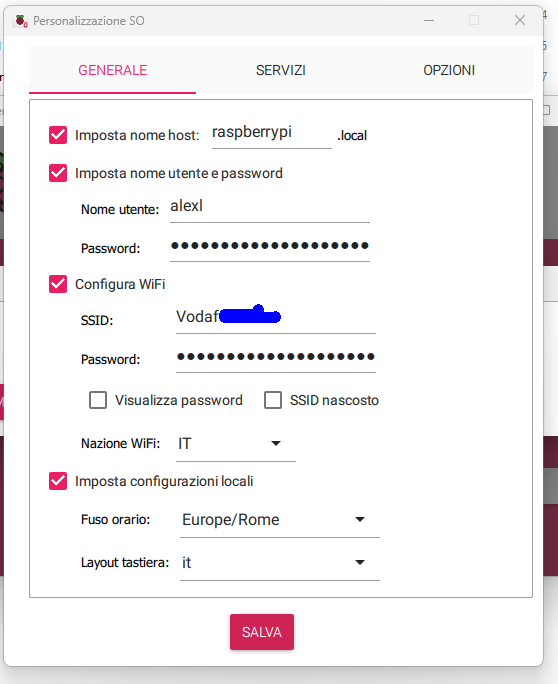 Personalizzazione SO
GENERALE SERVIZI OPZIONI
Imposta nome host: raspberrypi .local
Imposta nome utente e password
Nome utente: alexl
Password: ••••••••••••••••••••
Configura WiFi
SSID: Vodaf
Password: ••••••••••••••••••••
Visualizza password SSID nascosto
Nazione WiFi: IT
Imposta configurazioni locali
Fuso orario: Europe/Rome
Layout tastiera: it
SALVA